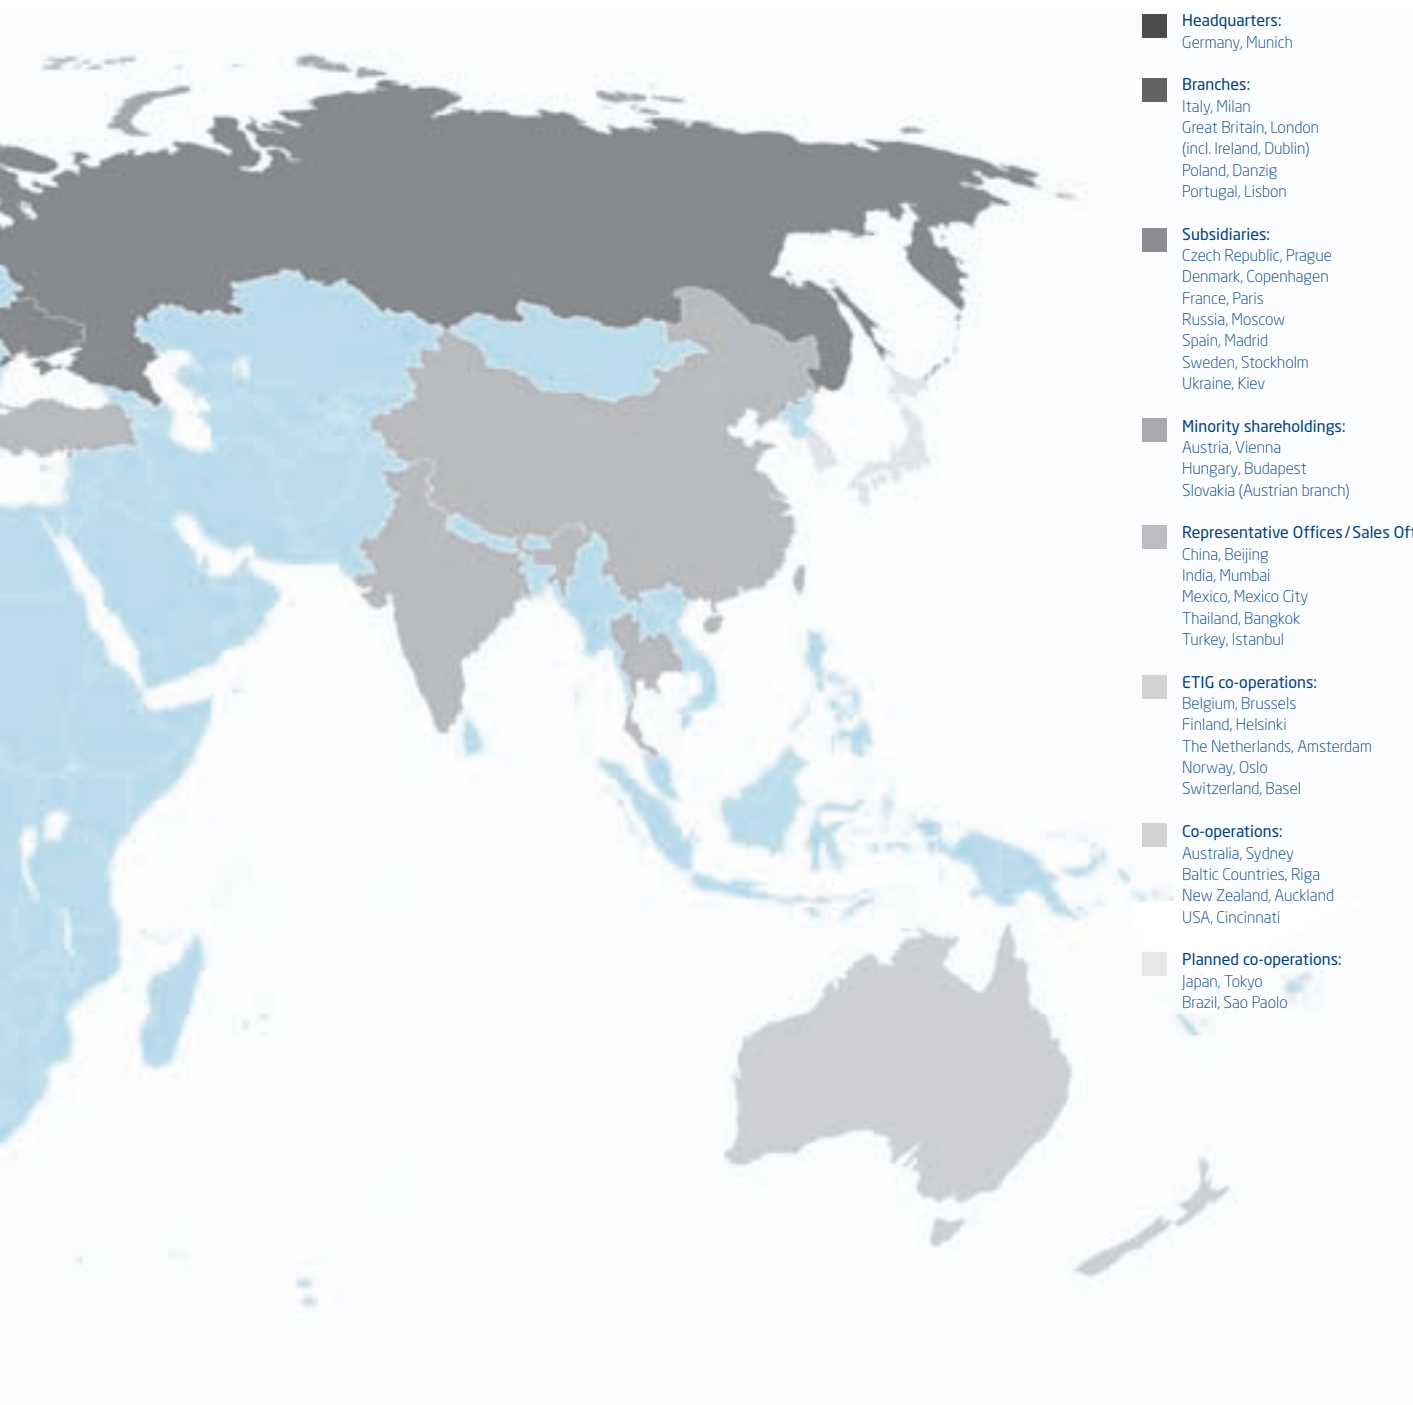 Headquarters:
Germany, Munich
Branches:
Italy, Milan
Great Britain, London
(incl. Ireland, Dublin)
Poland, Danzig
Portugal, Lisbon
Subsidiaries:
Czech Republic, Prague
Denmark, Copenhagen
France, Paris
Russia, Moscow
Spain, Madrid
Sweden, Stockholm
Ukraine, Kiev
Minority shareholdings:
Austria, Vienna
Hungary, Budapest
Slovakia (Austrian branch)
Representative Offices / Sales
China, Beijing
India, Mumbai
Mexico, Mexico City
Thailand, Bangkok
Turkey, Istanbul
ETIG co-operations:
Belgium, Brussels
Finland, Helsinki
The Netherlands, Amsterdam
Norway, Oslo
Switzerland, Basel
Co-operations:
Australia, Sydney
Baltic Countries, Riga
New Zealand, Auckland
USA, Cincinnati
Planned co-operations:
Japan, Tokyo
Brazil, Sao Paolo